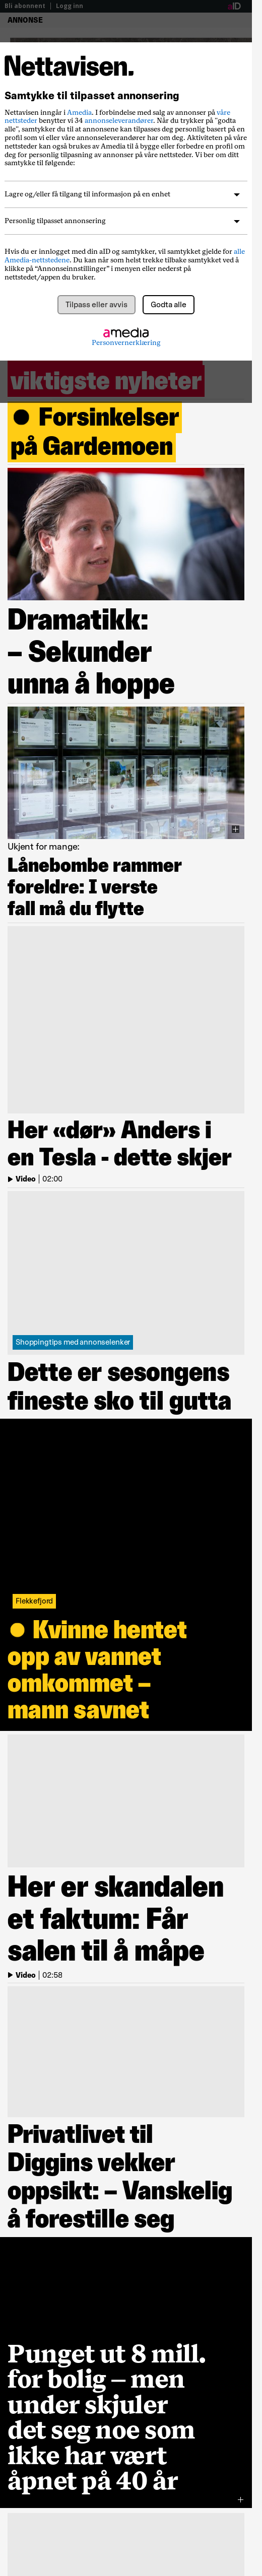 Bli abonnent | Logg inn
aID
ANNONSE
Nettavisen.
Samtykke til tilpasset annonsering
Nettavisen inngår i Amedia. I forbindelse med salg av annonser på våre
nettsteder benytter vi 34 annonseleverandører. Når du trykker på "godta
alle", samtykker du til at annonsene kan tilpasses deg personlig basert på en
profil som vi eller våre annonseleverandører har om deg. Aktiviteten på våre
nettsteder kan også brukes av Amedia til å bygge eller forbedre en profil om
deg for personlig tilpasning av annonser på våre nettsteder. Vi ber om ditt
samtykke til følgende:
Lagre og/eller få tilgang til informasjon på en enhet
Personlig tilpasset annonsering
Hvis du er innlogget med din aID og samtykker, vil samtykket gjelde for alle
Amedia-nettstedene. Du kan når som helst trekke tilbake samtykket ved å
klikke på “Annonseinnstillinger” i menyen eller nederst på
nettstedet/appen du bruker.
Tilpass eller avvis
Godta alle
amedia
Personvernerklæring
viktigste nyheter
Forsinkelser
på Gardemoen
Dramatikk:
– Sekunder
unna å hoppe
Ukjent for mange:
Lånebombe rammer
foreldre: I verste
fall må du flytte
Her «dør» Anders i
en Tesla - dette skjer
Video | 02:00
Shoppingtips med annonselenker
Dette er sesongens
fineste sko til gutta
Flekkefjord
Kvinne hentet
opp av vannet
omkommet –
mann savnet
Her er skandalen
et faktum: Får
salen til å måpe
Video | 02:58
Privatlivet til
Diggins vekker
oppsikt: – Vanskelig
å forestille seg
Punget ut 8 mill.
for bolig – men
under skjuler
det seg noe som
ikke har vært
åpnet på 40 år